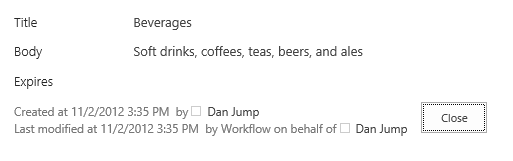 Title Beverages
Body Soft drinks, coffees, teas, beers, and ales
Expires
Created at 11/2/2012 3:35 PM by Dan Jump
Last modified at 11/2/2012 3:35 PM by Workflow on behalf of Dan Jump
Close